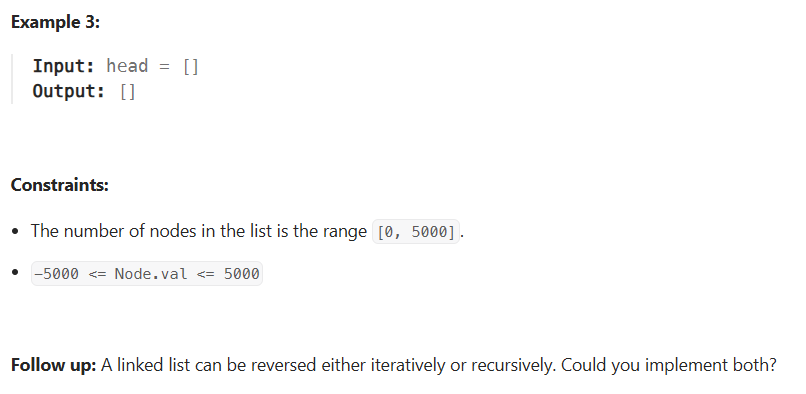 Example 3:
Input: head = []
Output: []
Constraints:
• The number of nodes in the list is the range [0, 5000].
• -5000 <= Node.val <= 5000
Follow up: A linked list can be reversed either iteratively or recursively. Could you implement both?